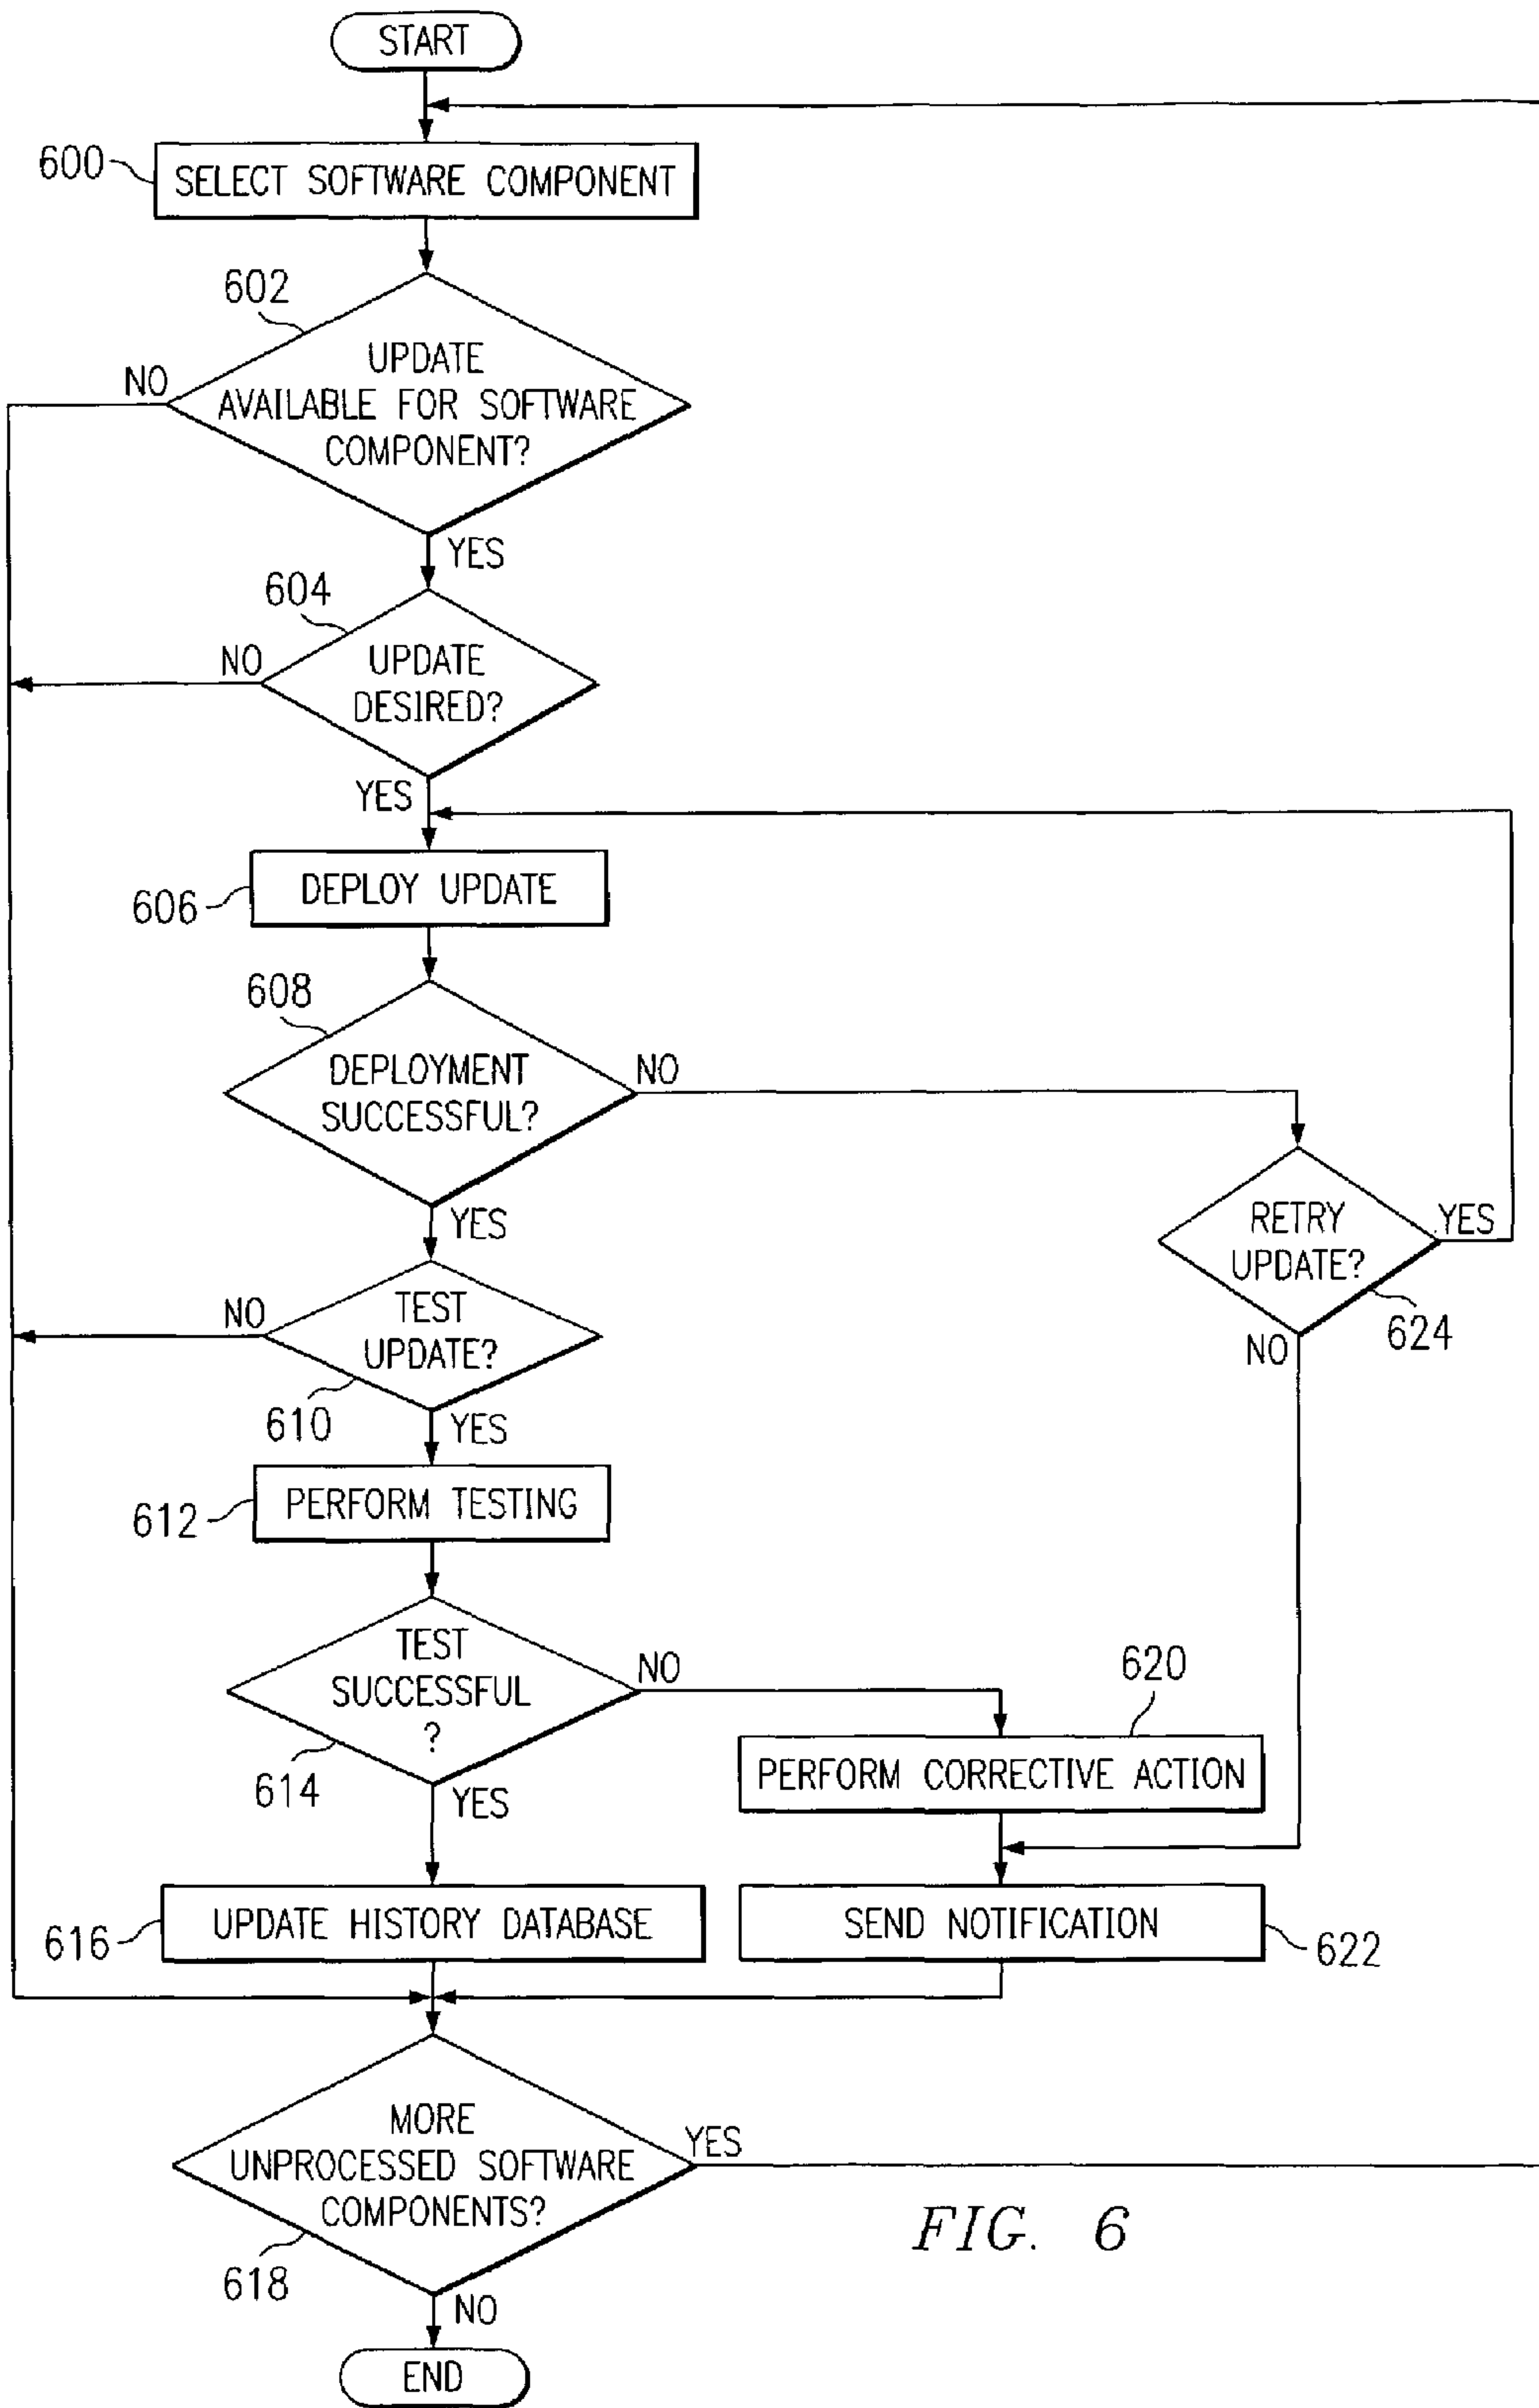 START
600
SELECT SOFTWARE COMPONENT
602
UPDATE
AVAILABLE FOR SOFTWARE
COMPONENT?
NO
YES
604
UPDATE
DESIRED?
NO
YES
606
DEPLOY UPDATE
608
DEPLOYMENT
SUCCESSFUL?
NO
YES
RETRY
UPDATE?
YES
624
NO
TEST
UPDATE?
NO
610
YES
612
PERFORM TESTING
TEST
SUCCESSFUL
?
NO
614
YES
620
PERFORM CORRECTIVE ACTION
616
UPDATE HISTORY DATABASE
SEND NOTIFICATION
622
MORE
UNPROCESSED SOFTWARE
COMPONENTS?
YES
618
NO
END
FIG. 6